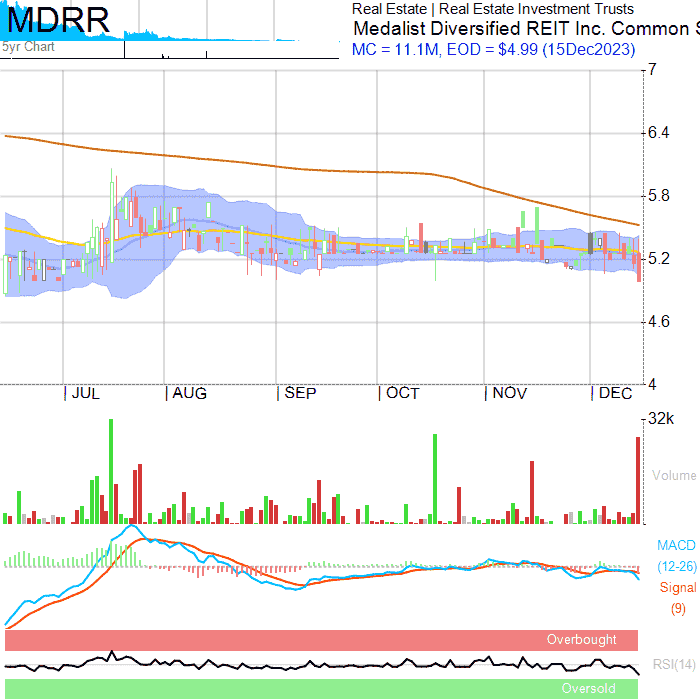 MDRR
5yr Chart
Real Estate | Real Estate Investment Trusts
Medalist Diversified REIT Inc. Common S
MC = 11.1M, EOD = $4.99 (15Dec2023)
7
6.4
5.8
5.2
4.6
4
| JUL | AUG | SEP | OCT | NOV | DEC
32k
Volume
MACD
(12-26)
Signal
(9)
Overbought
RSI(14)
Oversold